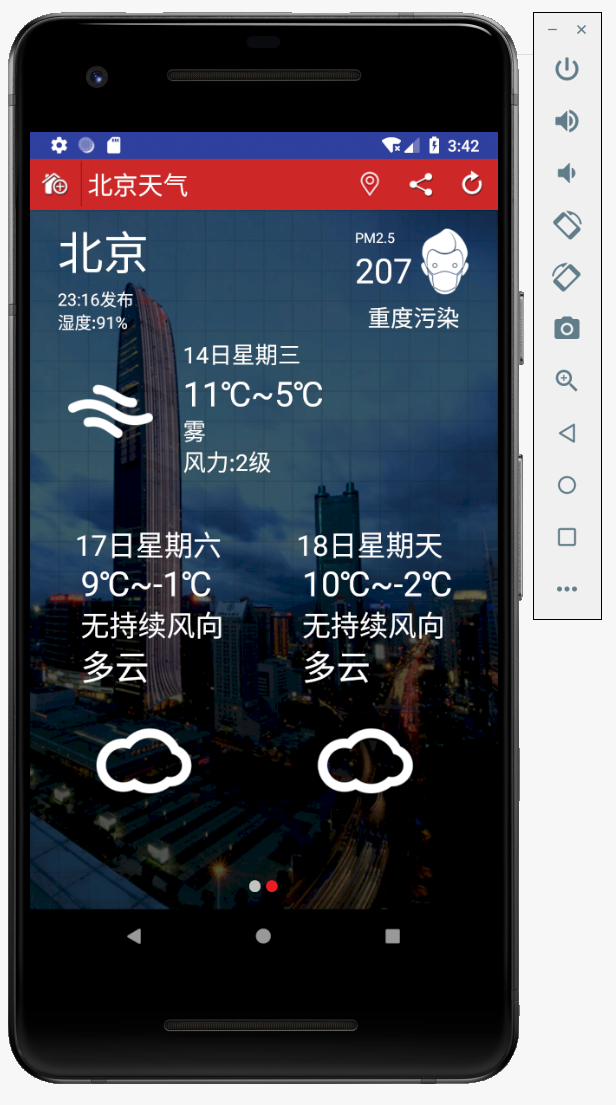 3:42
北京天气
北京
PM2.5
207
23:16发布
湿度:91%
重度污染
14日星期三
11℃~5℃
雾
风力:2级
17日星期六
9℃~-1℃
无持续风向
多云
18日星期天
10℃~-2℃
无持续风向
多云